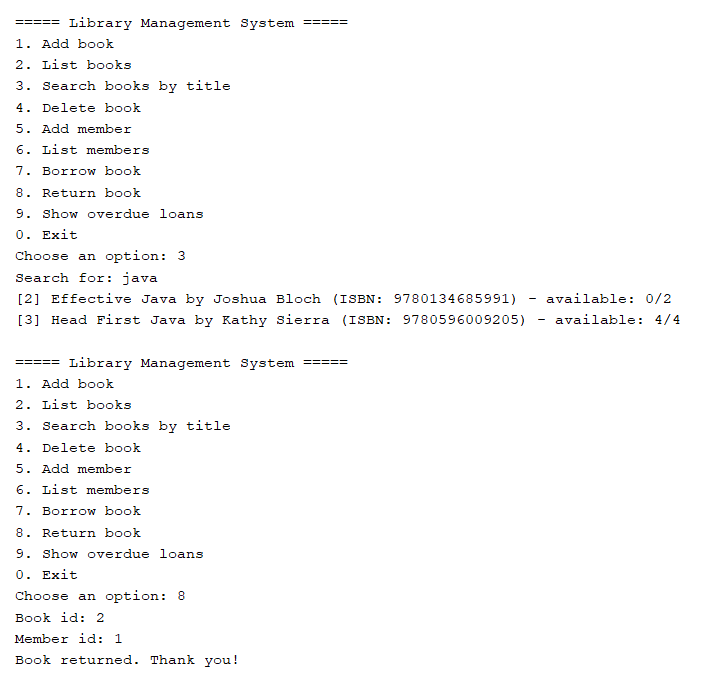 ===== Library Management System =====
1. Add book
2. List books
3. Search books by title
4. Delete book
5. Add member
6. List members
7. Borrow book
8. Return book
9. Show overdue loans
0. Exit
Choose an option: 3
Search for: java
[2] Effective Java by Joshua Bloch (ISBN: 9780134685991) - available: 0/2
[3] Head First Java by Kathy Sierra (ISBN: 9780596009205) - available: 4/4

===== Library Management System =====
1. Add book
2. List books
3. Search books by title
4. Delete book
5. Add member
6. List members
7. Borrow book
8. Return book
9. Show overdue loans
0. Exit
Choose an option: 8
Book id: 2
Member id: 1
Book returned. Thank you!